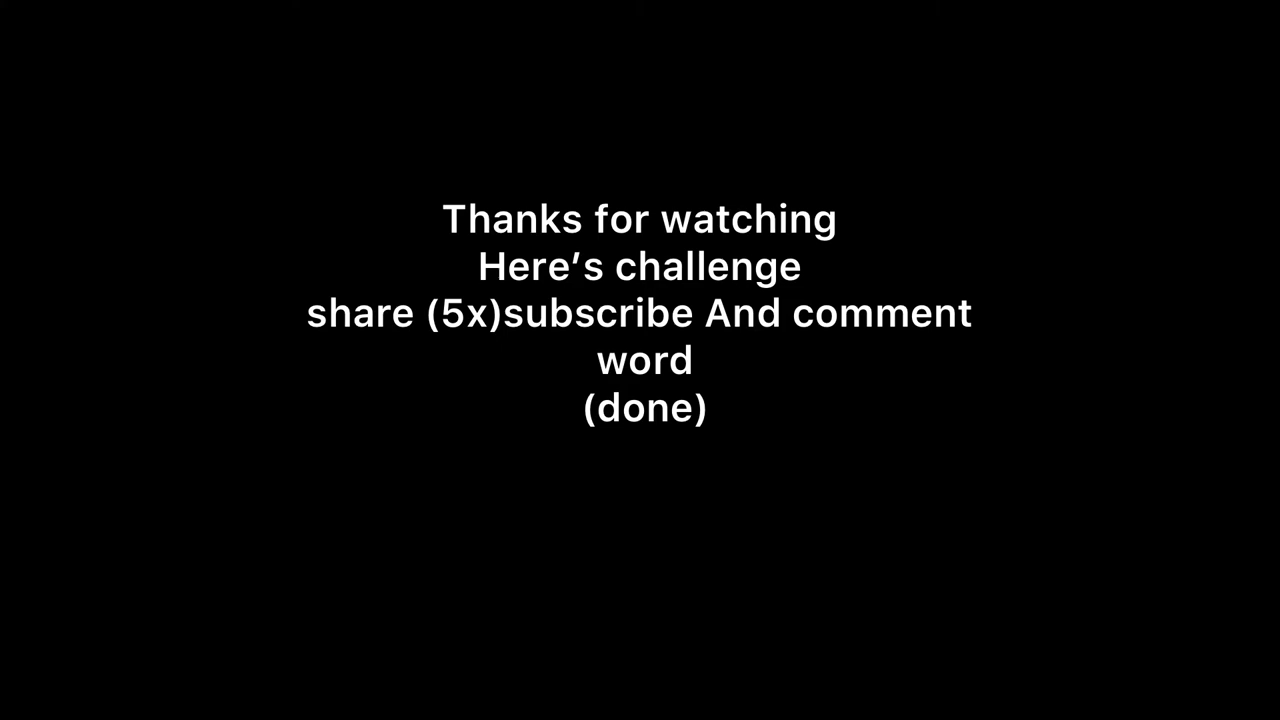 Thanks for watching
Here’s challenge
share (5x)subscribe And comment
word
(done)